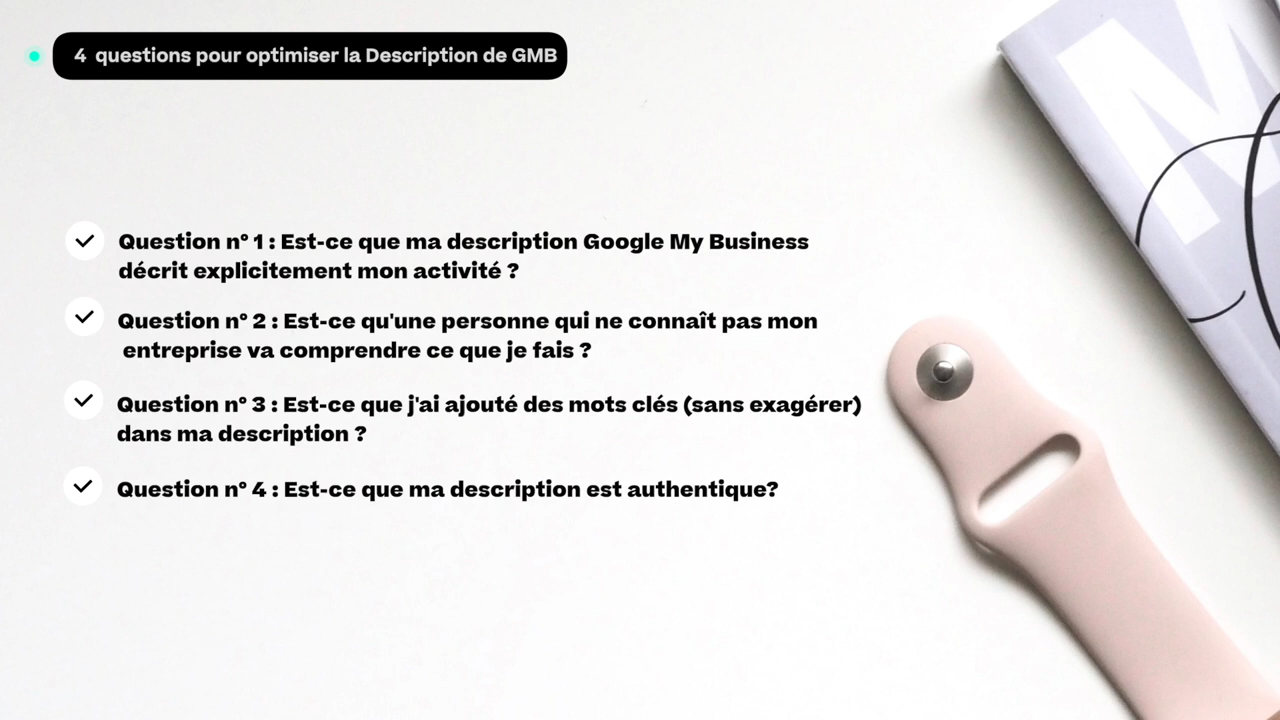 4 questions pour optimiser la Description de GMB
M
Question n° 1 : Est-ce que ma description Google My Business
décrit explicitement mon activité ?
Question n° 2 : Est-ce qu'une personne qui ne connaît pas mon
entreprise va comprendre ce que je fais ?
Question n° 3 : Est-ce que j'ai ajouté des mots clés (sans exagérer)
dans ma description ?
Question n° 4 : Est-ce que ma description est authentique?